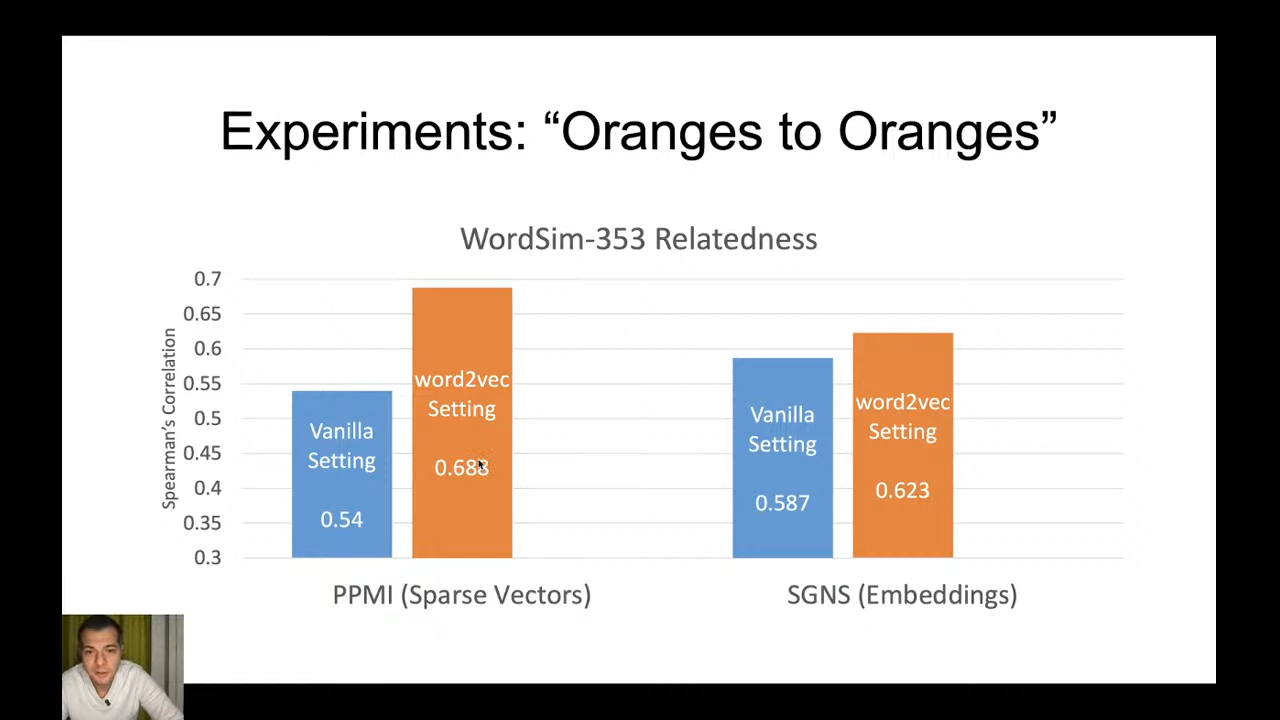 Experiments: “Oranges to Oranges”
WordSim-353 Relatedness
Spearman's Correlation
0.7
0.65
0.6
0.55
0.5
0.45
0.4
0.35
0.3
Vanilla
Setting
0.54
word2vec
Setting
0.688
Vanilla
Setting
0.587
word2vec
Setting
0.623
PPMI (Sparse Vectors)
SGNS (Embeddings)